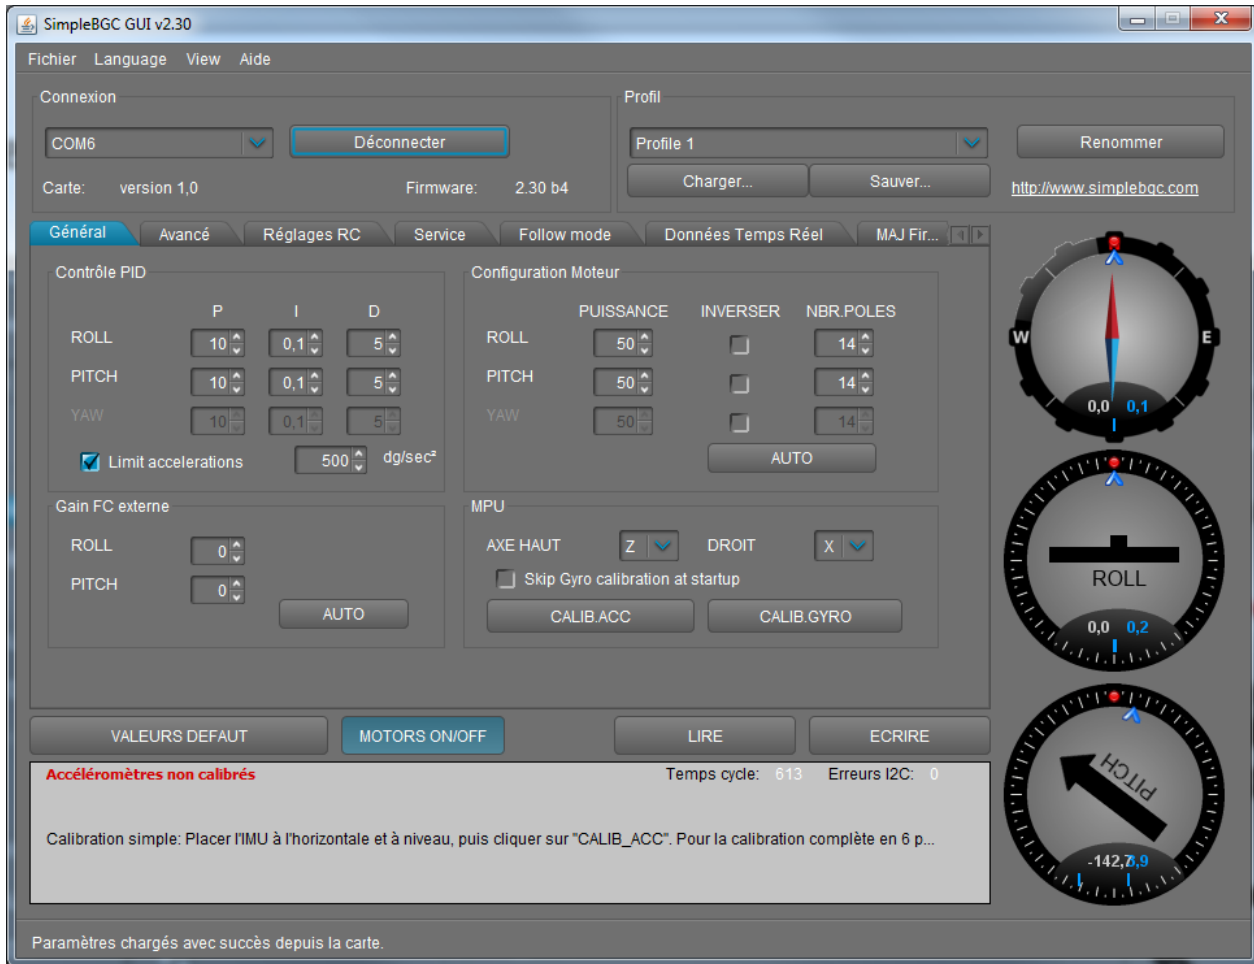 SimpleBGC GUI v2.30
Fichier Language View Aide
Connexion
COM6 Déconnecter
Carte: version 1,0 Firmware: 2.30 b4
Profil
Profile 1 Renommer
Charger... Sauver... http://www.simplebgc.com
Général Avancé Réglages RC Service Follow mode Données Temps Réel MAJ Fir...
Contrôle PID
P I D
ROLL 10 0,1 5
PITCH 10 0,1 5
YAW 10 0,1 5
Limit accelerations 500 dg/sec²
Configuration Moteur
PUISSANCE INVERSER NBR.POLES
ROLL 50 14
PITCH 50 14
YAW 50 14
AUTO
Gain FC externe
ROLL 0
PITCH 0
AUTO
MPU
AXE HAUT Z DROIT X
Skip Gyro calibration at startup
CALIB.ACC CALIB.GYRO
W E
0,0 0,1
ROLL
0,0 0,2
PITCH
-142,7
VALEURS DEFAUT MOTORS ON/OFF LIRE ECRIRE
Accéléromètres non calibrés Temps cycle: 613 Erreurs I2C: 0
Calibration simple: Placer l'IMU à l'horizontale et à niveau, puis cliquer sur "CALIB_ACC". Pour la calibration complète en 6 p...
Paramètres chargés avec succès depuis la carte.